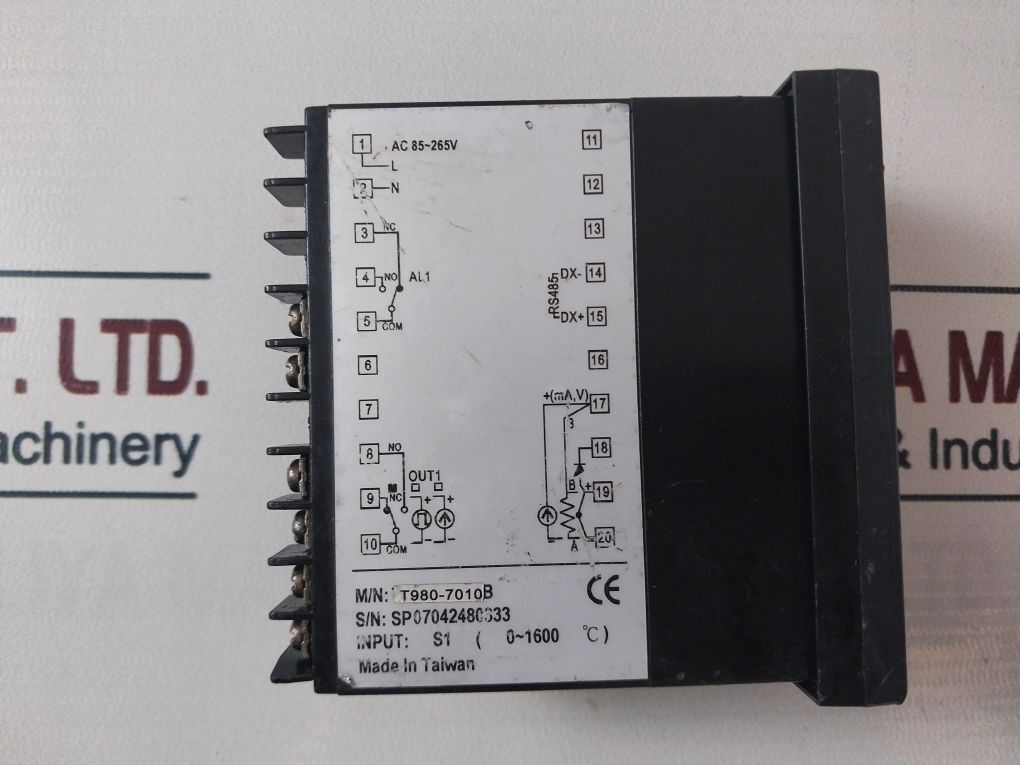 1 AC 85~265V
L
2 N
3 NC
4 NO AL1
5 COM
6
7
8 NO
OUT1
9 NC
10 COM
11
12
13
RS485
DX- 14
DX+ 15
16
+(mA,V) 17
B
18
B + 19
A 20
M/N: T980-7010B
S/N:
INPUT: S1 ( 0~1600 ℃)
Made In Taiwan
CE
T. LTD.
achinery
A MA
& Indu